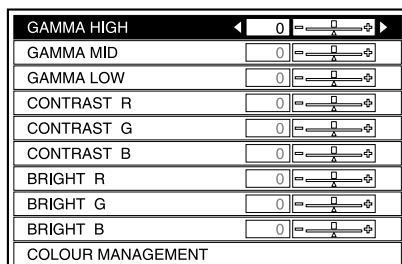 GAMMA HIGH 0
GAMMA MID 0
GAMMA LOW 0
CONTRAST R 0
CONTRAST G 0
CONTRAST B 0
BRIGHT R 0
BRIGHT G 0
BRIGHT B 0
COLOUR MANAGEMENT